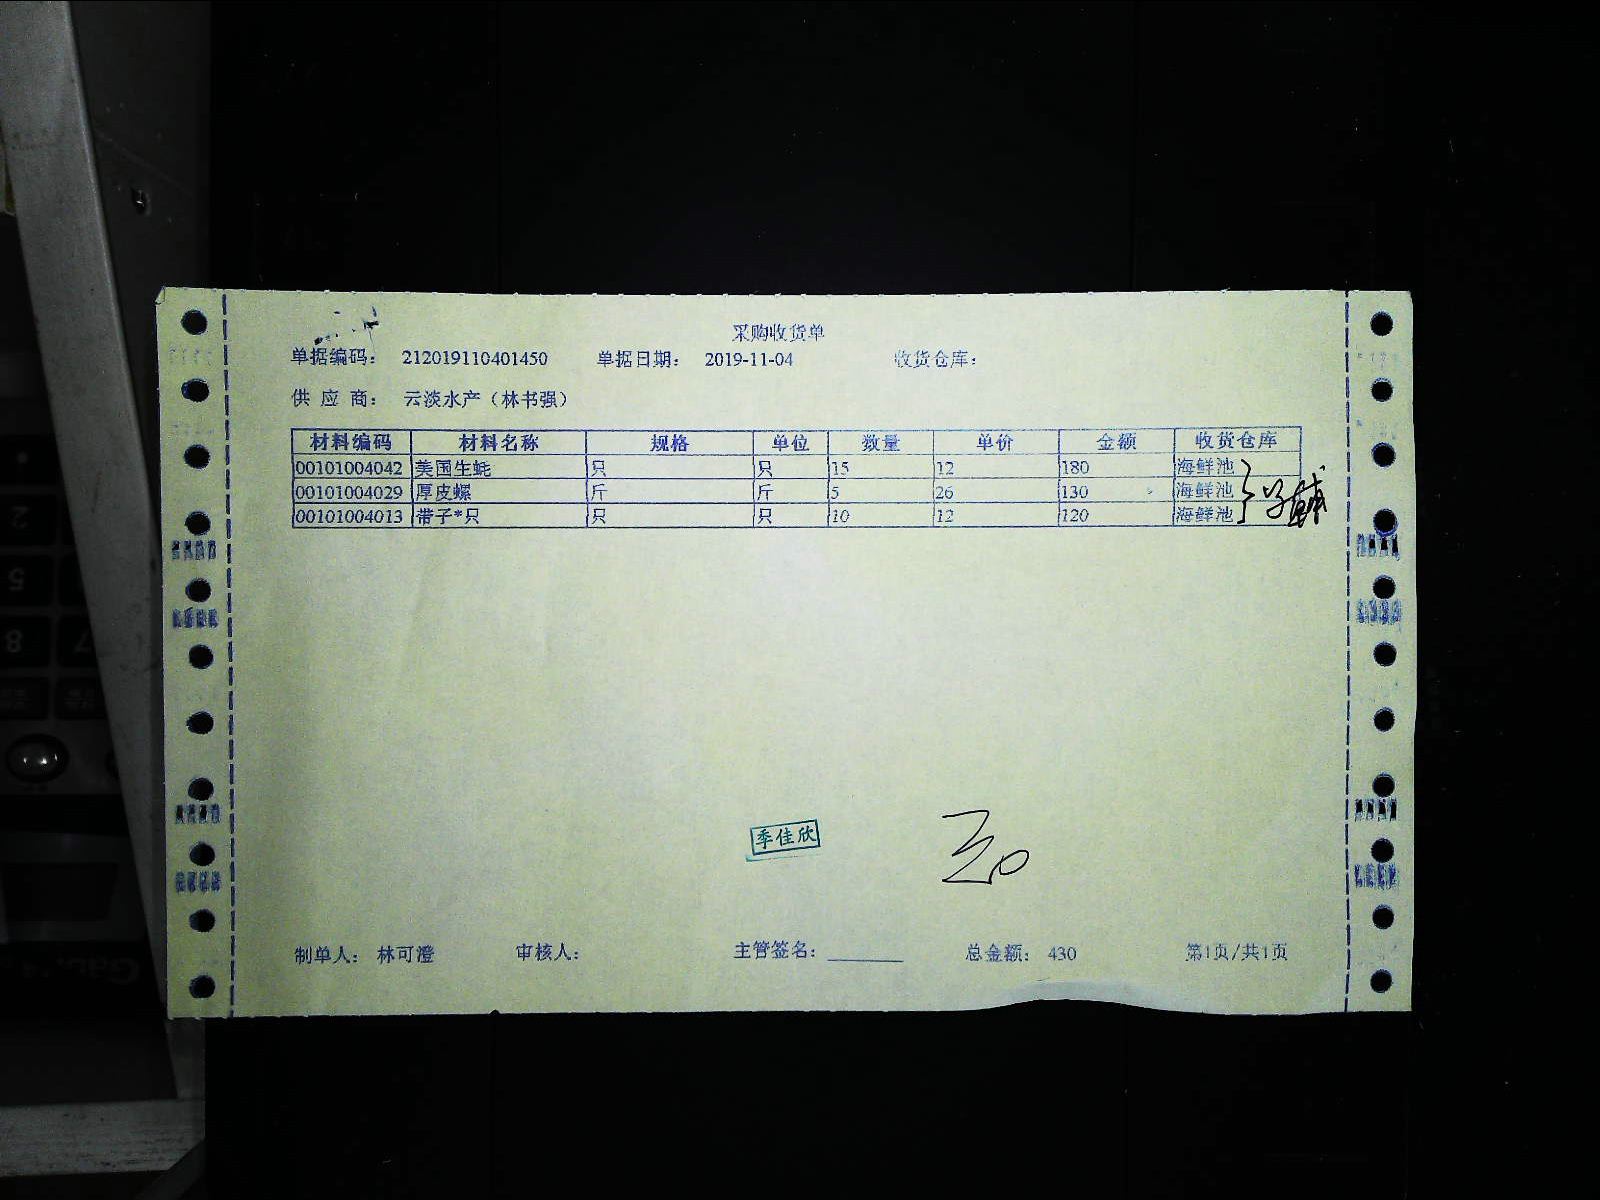 采购收货单
单据编码： 212019110401450 单据日期： 2019-11-04 收货仓库：
供 应 商： 云淡水产（林书强）
材料编码 材料名称 规格 单位 数量 单价 金额 收货仓库
00101004042 美国生蚝 只 只 15 12 180 海鲜池
00101004029 厚皮螺 斤 斤 5 26 130 海鲜池
00101004013 带子*只 只 只 10 12 120 海鲜池
季佳欣
制单人： 林可澄 审核人： 主管签名： 总金额： 430 第1页/共1页